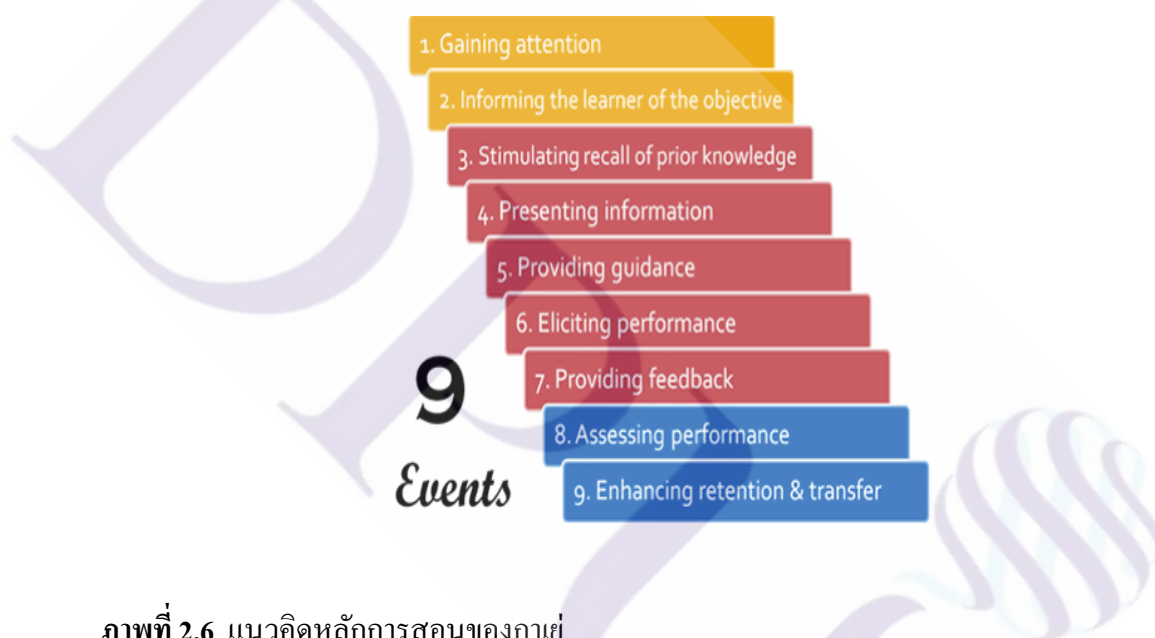 1. Gaining attention
2. Informing the learner of the objective
3. Stimulating recall of prior knowledge
4. Presenting information
5. Providing guidance
6. Eliciting performance
7. Providing feedback
8. Assessing performance
9. Enhancing retention & transfer
9
Events
ภาพที่ 2.6 แนวคิดหลักการสอนของกาเย่